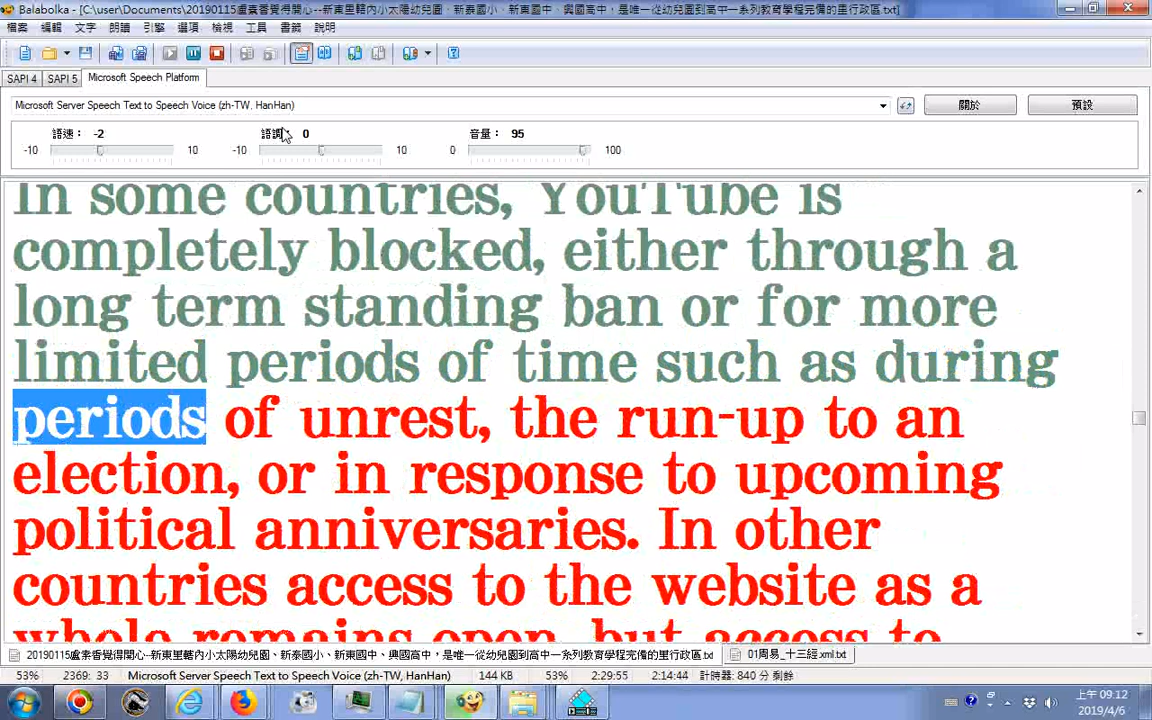 Balabolka - [C:\user\Documents\20190115盧素香覺得開心--新東里轄內小太陽幼兒園、新泰國小、新東國中、興國高中，是唯一從幼兒園到高中一系列教育學程完備的里行政區.txt]
檔案 編輯 文字 朗讀 引擎 選項 檢視 工具 書籤 說明
SAPI 4 SAPI 5 Microsoft Speech Platform
Microsoft Server Speech Text to Speech Voice (zh-TW, HanHan) 關於 預設
語速： -2 語調： 0 音量： 95
-10 10 -10 10 0 100
In some countries, YouTube is
completely blocked, either through a
long term standing ban or for more
limited periods of time such as during
periods of unrest, the run-up to an
election, or in response to upcoming
political anniversaries. In other
countries access to the website as a
whole remains open, but access to
20190115盧素香覺得開心--新東里轄內小太陽幼兒園、新泰國小、新東國中、興國高中，是唯一從幼兒園到高中一系列教育學程完備的里行政區.txt 01周易_十三經.xml.txt
53% 2369: 33 Microsoft Server Speech Text to Speech Voice (zh-TW, HanHan) 144 KB 53% 2:29:55 2:14:44 計時器: 840 分 剩餘
上午 09:12
2019/4/6